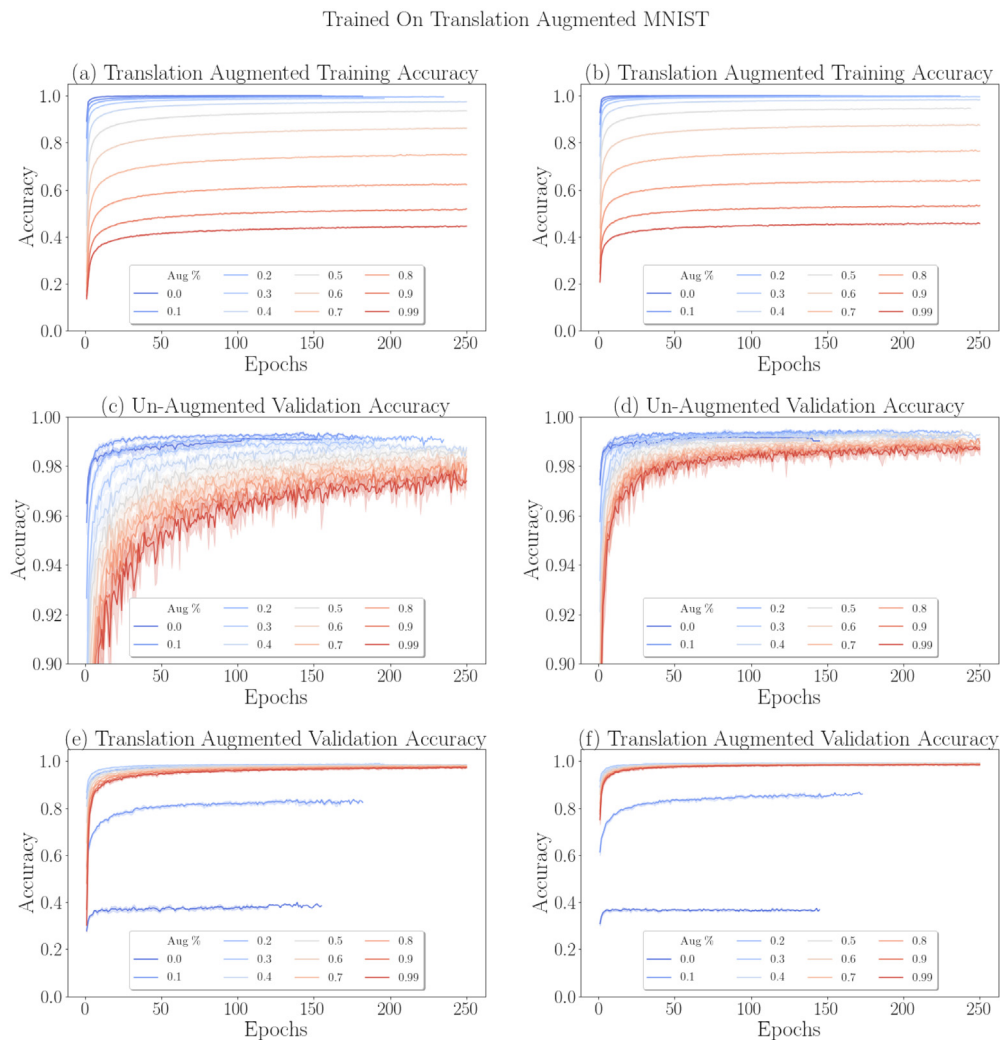 Trained On Translation Augmented MNIST
(a) Translation Augmented Training Accuracy
1.0
0.8
0.6
0.4
0.2
0.0
Accuracy
Aug % 0.2 0.5 0.8
0.0 0.3 0.6 0.9
0.1 0.4 0.7 0.99
0 50 100 150 200 250
Epochs
(b) Translation Augmented Training Accuracy
1.0
0.8
0.6
0.4
0.2
0.0
Accuracy
Aug % 0.2 0.5 0.8
0.0 0.3 0.6 0.9
0.1 0.4 0.7 0.99
0 50 100 150 200 250
Epochs
(c) Un-Augmented Validation Accuracy
1.00
0.98
0.96
0.94
0.92
0.90
Accuracy
Aug % 0.2 0.5 0.8
0.0 0.3 0.6 0.9
0.1 0.4 0.7 0.99
0 50 100 150 200 250
Epochs
(d) Un-Augmented Validation Accuracy
1.00
0.98
0.96
0.94
0.92
0.90
Accuracy
Aug % 0.2 0.5 0.8
0.0 0.3 0.6 0.9
0.1 0.4 0.7 0.99
0 50 100 150 200 250
Epochs
(e) Translation Augmented Validation Accuracy
1.0
0.8
0.6
0.4
0.2
0.0
Accuracy
Aug % 0.2 0.5 0.8
0.0 0.3 0.6 0.9
0.1 0.4 0.7 0.99
0 50 100 150 200 250
Epochs
(f) Translation Augmented Validation Accuracy
1.0
0.8
0.6
0.4
0.2
0.0
Accuracy
Aug % 0.2 0.5 0.8
0.0 0.3 0.6 0.9
0.1 0.4 0.7 0.99
0 50 100 150 200 250
Epochs